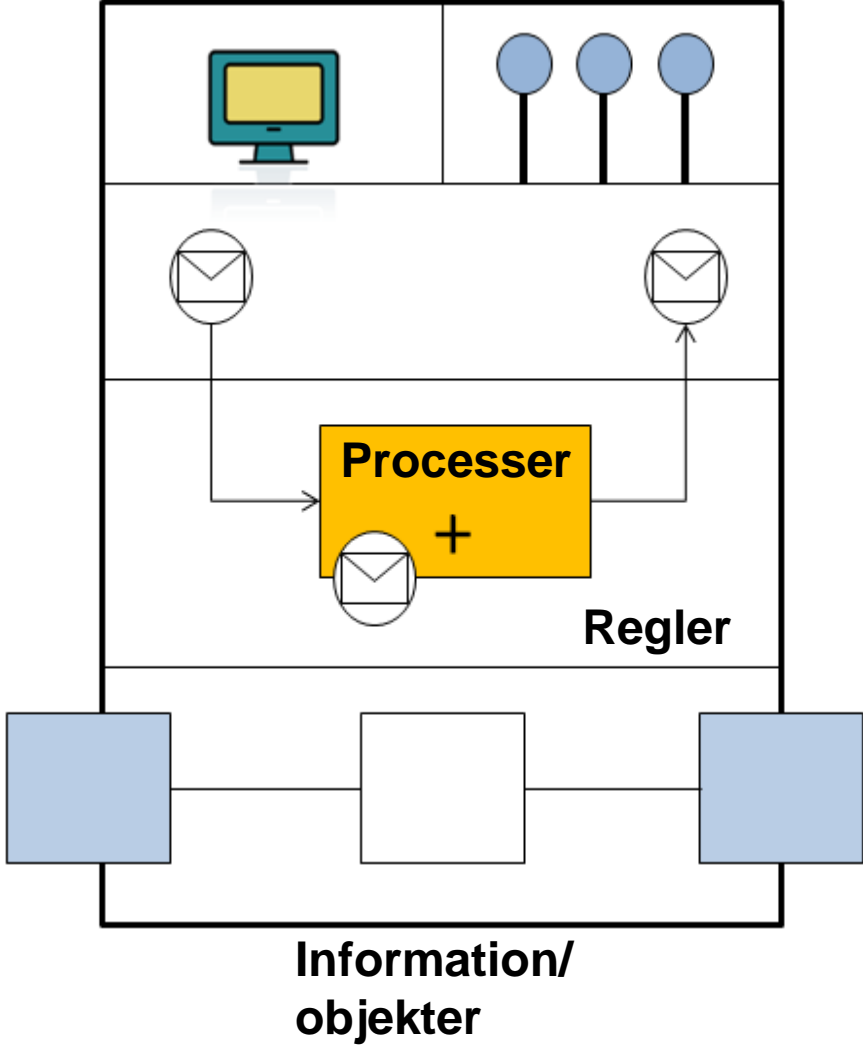 Processer
+
Regler
Information/
objekter